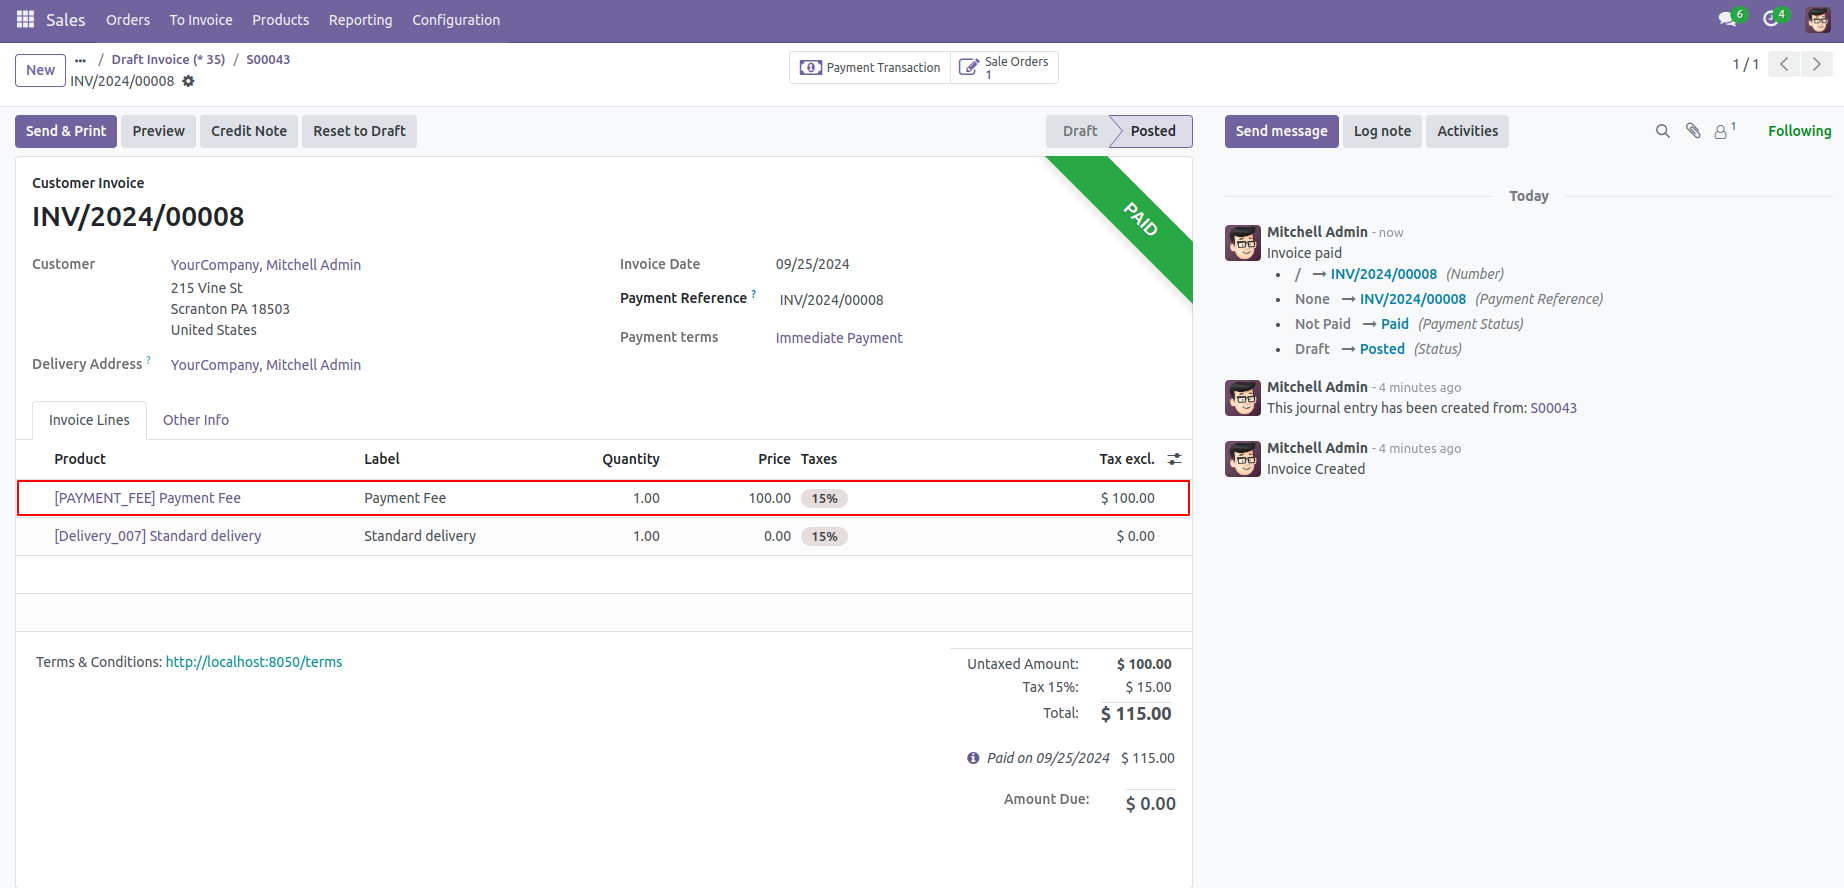 Sales Orders To Invoice Products Reporting Configuration 6 4
New ... / Draft Invoice (* 35) / S00043
INV/2024/00008
Payment Transaction
Sale Orders
1
1 / 1
Send & Print Preview Credit Note Reset to Draft Draft Posted
Customer Invoice
INV/2024/00008
PAID
Customer YourCompany, Mitchell Admin
215 Vine St
Scranton PA 18503
United States
Delivery Address ? YourCompany, Mitchell Admin
Invoice Date 09/25/2024
Payment Reference ? INV/2024/00008
Payment terms Immediate Payment
Invoice Lines Other Info
Product Label Quantity Price Taxes Tax excl.
[PAYMENT_FEE] Payment Fee Payment Fee 1.00 100.00 15% $ 100.00
[Delivery_007] Standard delivery Standard delivery 1.00 0.00 15% $ 0.00
Terms & Conditions: http://localhost:8050/terms
Untaxed Amount: $ 100.00
Tax 15%: $ 15.00
Total: $ 115.00
Paid on 09/25/2024 $ 115.00
Amount Due: $ 0.00
Send message Log note Activities 1 Following
Today
Mitchell Admin - now
Invoice paid
• / → INV/2024/00008 (Number)
• None → INV/2024/00008 (Payment Reference)
• Not Paid → Paid (Payment Status)
• Draft → Posted (Status)
Mitchell Admin - 4 minutes ago
This journal entry has been created from: S00043
Mitchell Admin - 4 minutes ago
Invoice Created